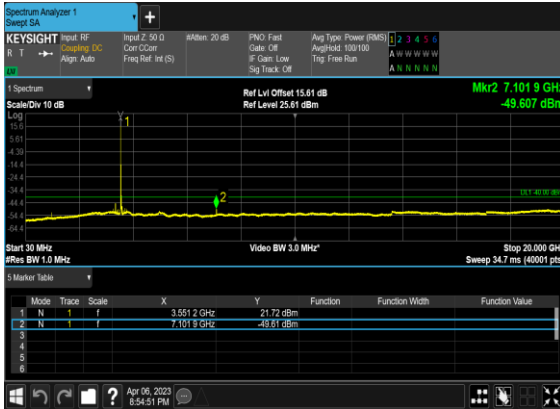 Spectrum Analyzer 1
Swept SA
+
KEYSIGHT Input: RF Input Z: 50 Ω #Atten: 20 dB PNO: Fast Avg Type: Power (RMS) 1 2 3 4 5 6
R T Coupling: DC Corr CCorr Gate: Off Avg|Hold: 100/100 A W W W W W
Align: Auto Freq Ref: Int (S) IF Gain: Low Trig: Free Run
Sig Track: Off A N N N N N
1 Spectrum Ref Lvl Offset 15.61 dB Mkr2 7.101 9 GHz
Scale/Div 10 dB Ref Level 25.61 dBm -49.607 dBm
Log
15.6
5.61
-4.39
-14.4
-24.4
-34.4
-44.4
-54.4
-64.4
1
2
DL1 -40.00 dBm
Start 30 MHz Video BW 3.0 MHz* Stop 20.000 GHz
#Res BW 1.0 MHz Sweep 34.7 ms (40001 pts)
5 Marker Table
Mode Trace Scale X Y Function Function Width Function Value
1 N 1 f 3.551 2 GHz 21.72 dBm
2 N 1 f 7.101 9 GHz -49.61 dBm
3
4
5
6
? Apr 06, 2023
8:54:51 PM